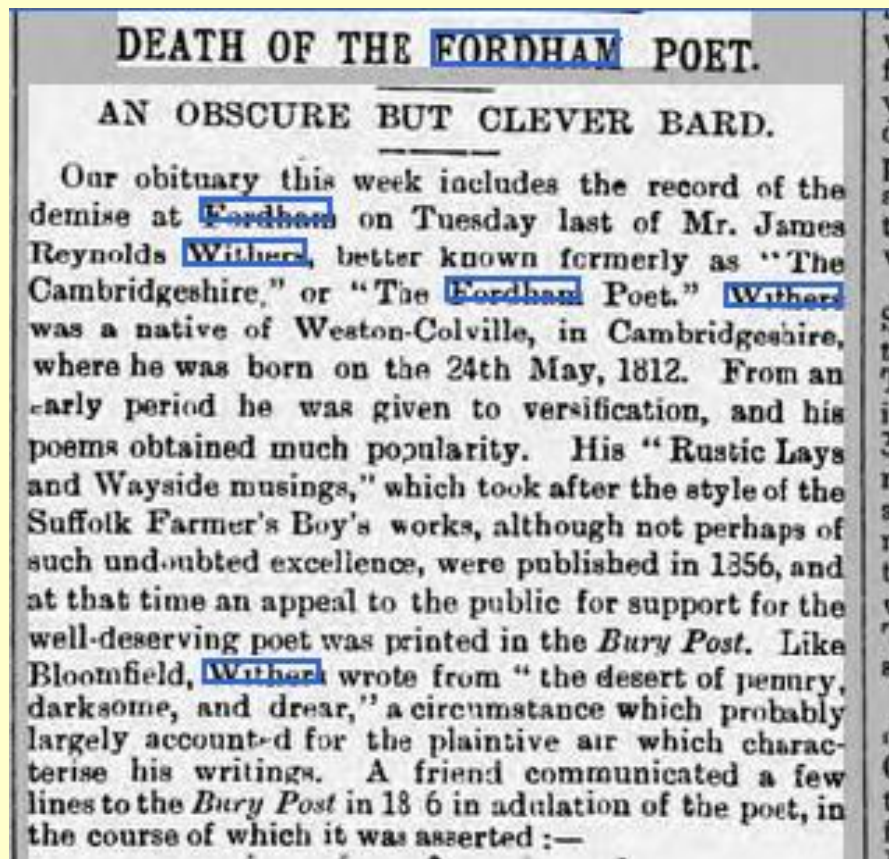 DEATH OF THE FORDHAM POET.
AN OBSCURE BUT CLEVER BARD.
Our obituary this week includes the record of the
demise at Fordham on Tuesday last of Mr. James
Reynolds Withers, better known formerly as "The
Cambridgeshire," or "The Fordham Poet." Withers
was a native of Weston-Colville, in Cambridgeshire,
where he was born on the 24th May, 1812. From an
early period he was given to versification, and his
poems obtained much popularity. His "Rustic Lays
and Wayside musings," which took after the style of the
Suffolk Farmer's Boy's works, although not perhaps of
such undoubted excellence, were published in 1856, and
at that time an appeal to the public for support for the
well-deserving poet was printed in the Bury Post. Like
Bloomfield, Withers wrote from "the desert of penury,
darksome, and drear," a circumstance which probably
largely accounted for the plaintive air which charac-
terise his writings. A friend communicated a few
lines to the Bury Post in 18 6 in adulation of the poet, in
the course of which it was asserted :—